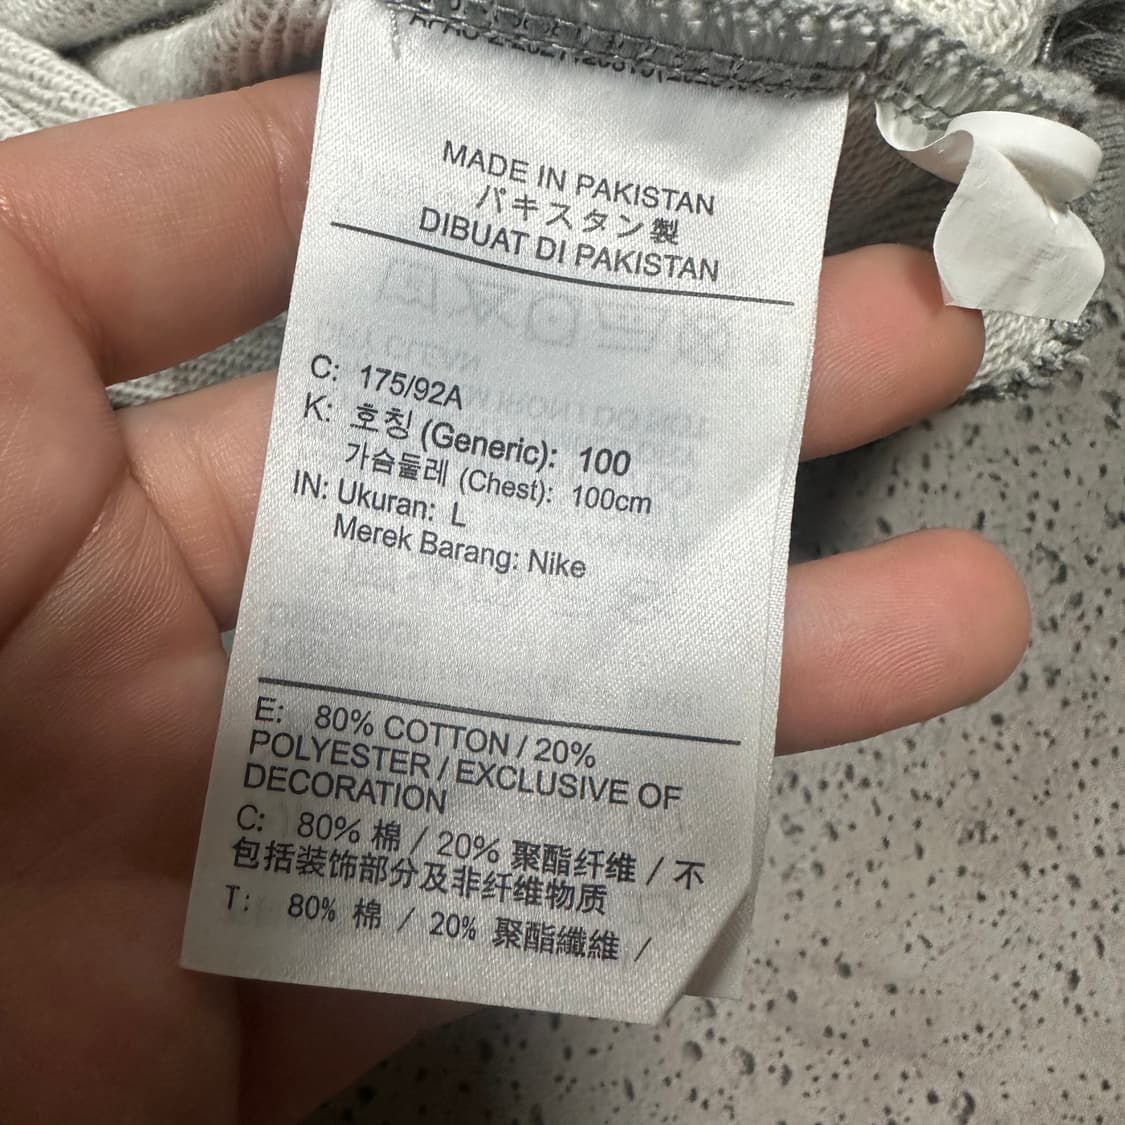 MADE IN PAKISTAN
パキスタン製
DIBUAT DI PAKISTAN
C: 175/92A
K: 호칭 (Generic): 100
가슴둘레 (Chest): 100cm
IN: Ukuran: L
Merek Barang: Nike
E: 80% COTTON / 20%
POLYESTER / EXCLUSIVE OF
DECORATION
C: 80% 棉 / 20% 聚酯纤维 / 不
包括装饰部分及非纤维物质
T: 80% 棉 / 20% 聚酯纖維 /